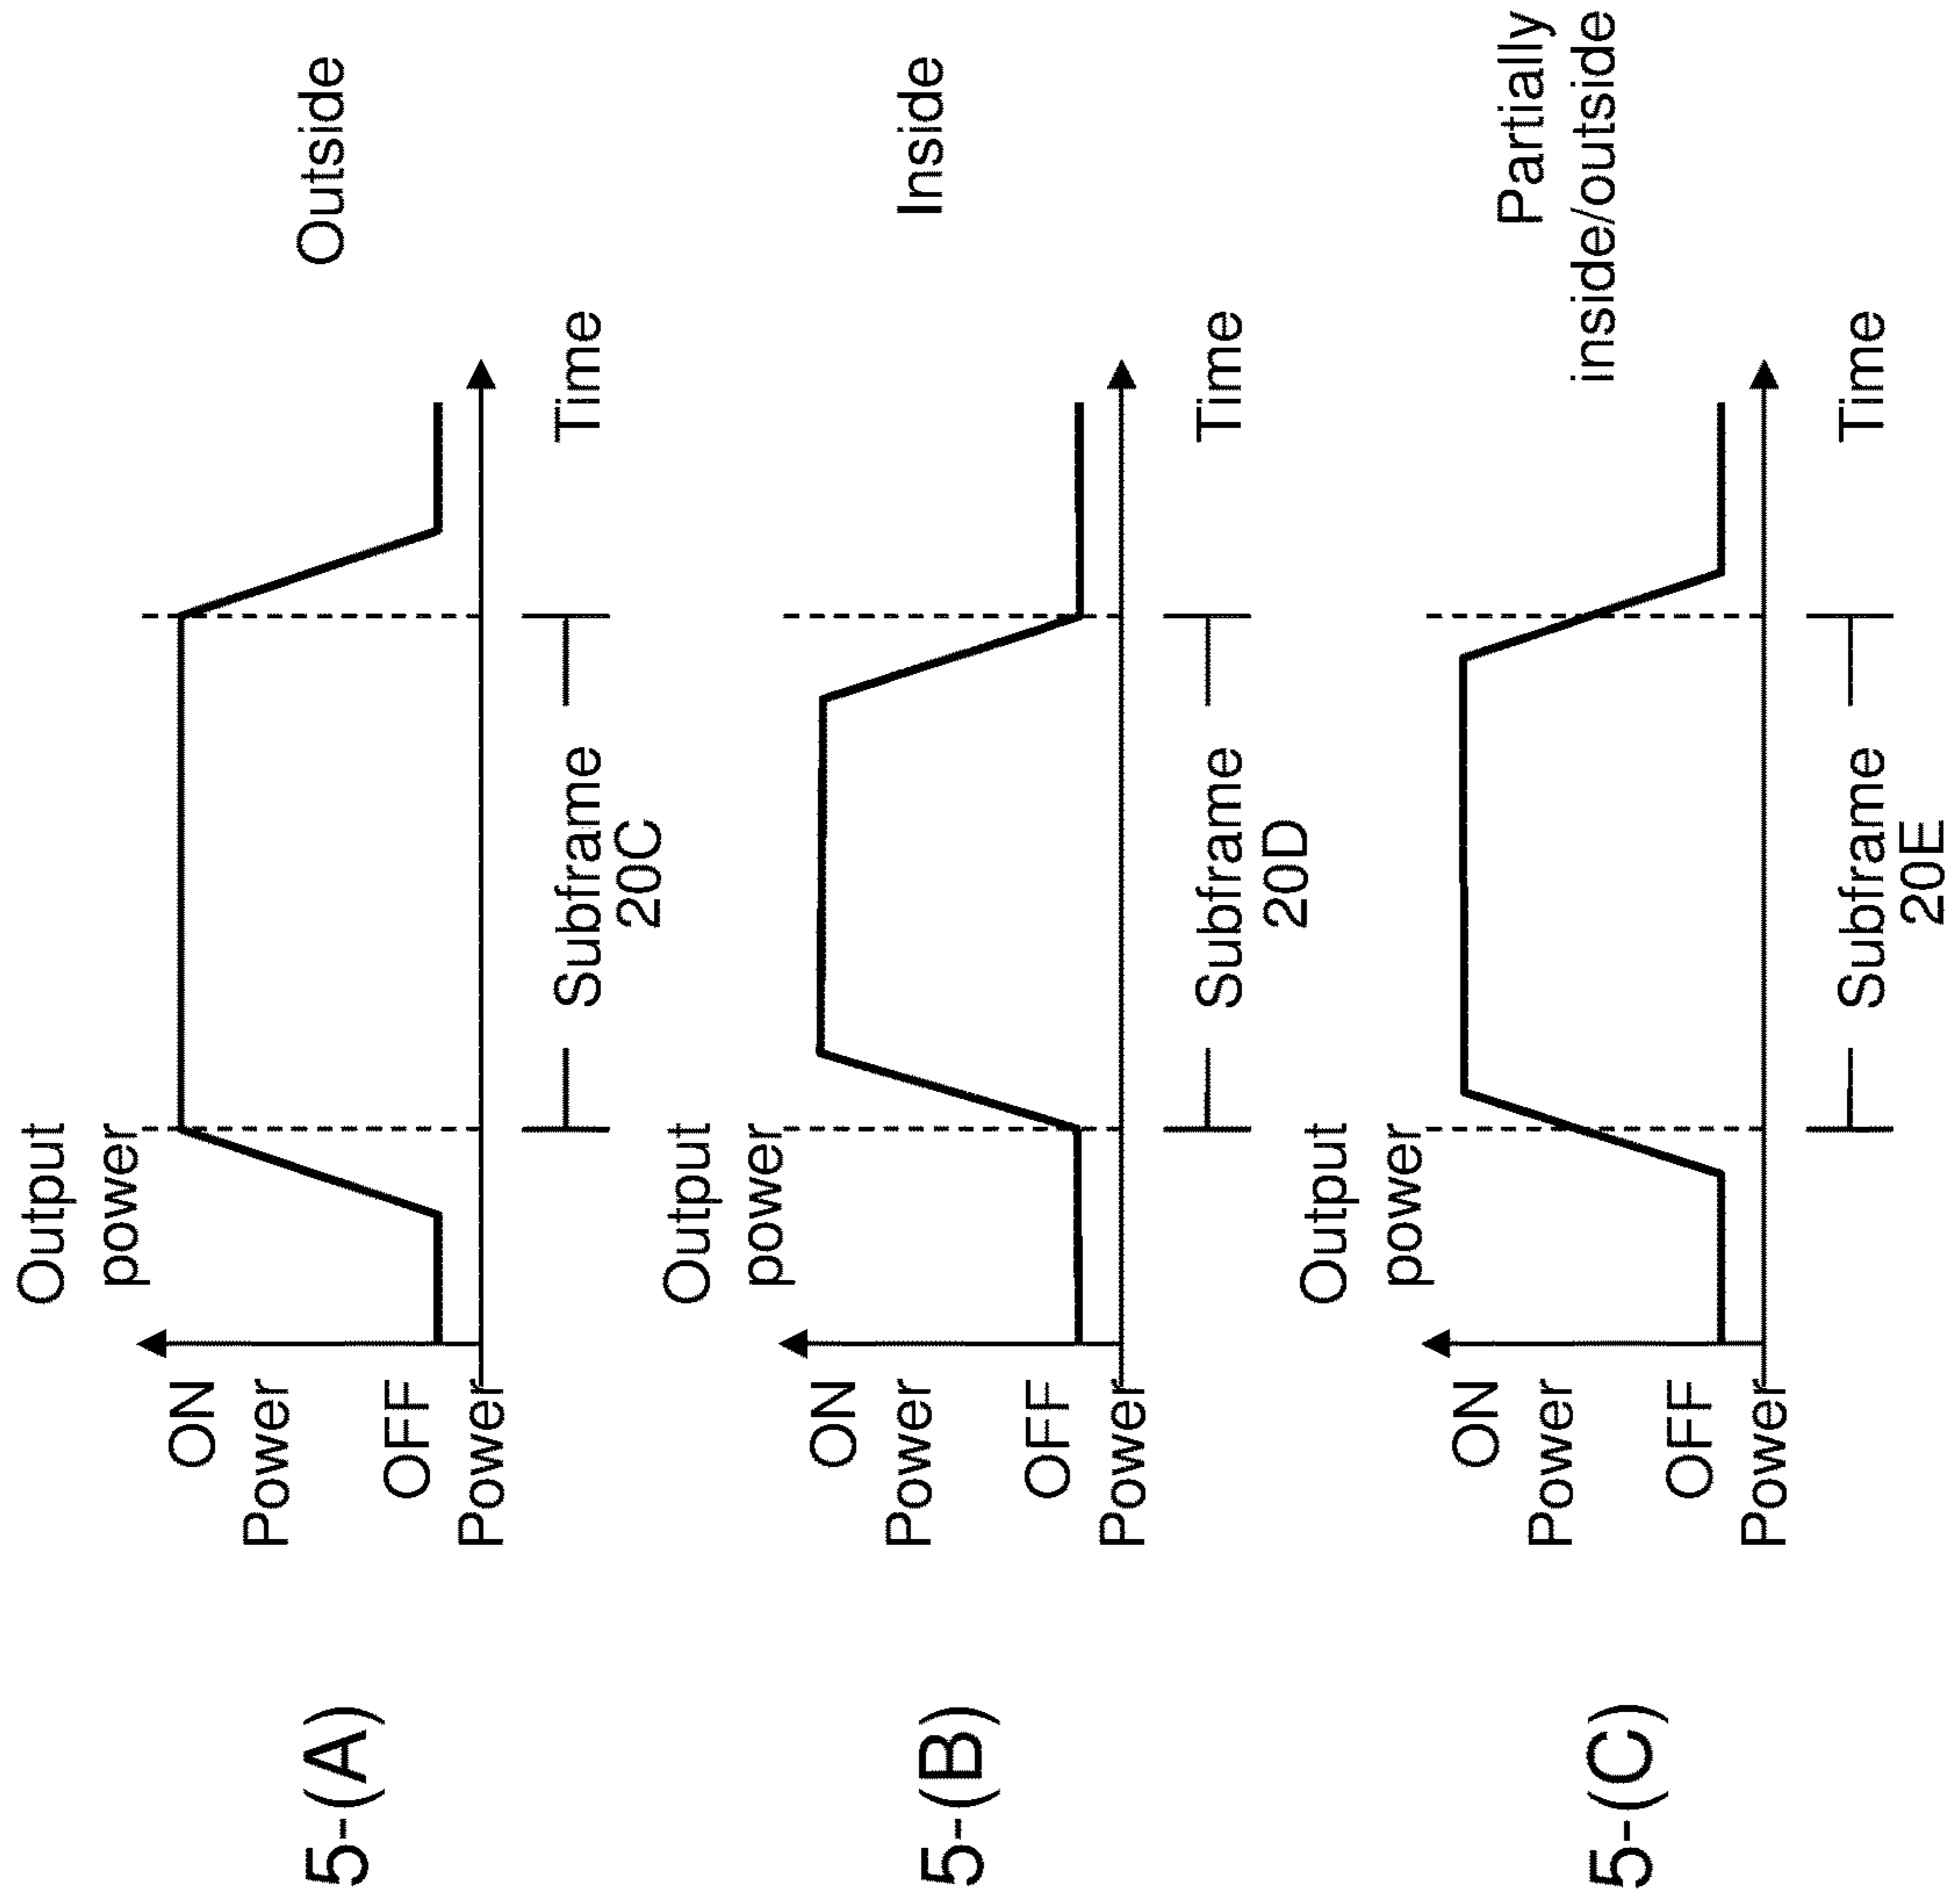 5-(A)
Output
power
ON
Power
OFF
Power
Subframe
20C
Time
Outside
5-(B)
Output
power
ON
Power
OFF
Power
Subframe
20D
Time
Inside
5-(C)
Output
power
ON
Power
OFF
Power
Subframe
20E
Time
Partially
inside/outside